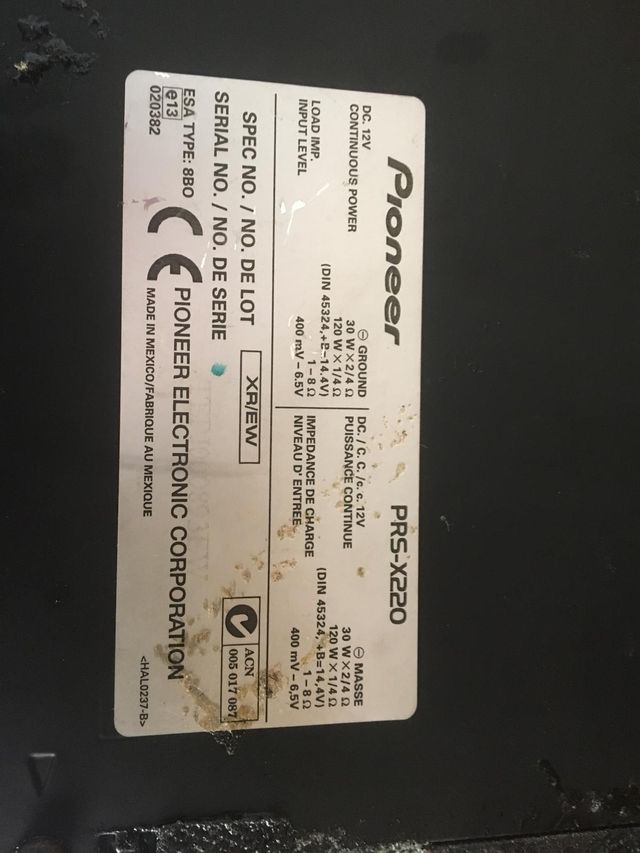 Pioneer PRS-X220
DC. 12V ⊖ GROUND
CONTINUOUS POWER 30 W × 2/4 Ω
120 W × 1/4 Ω
(DIN 45324, +B=14.4V)
LOAD IMP. 1 – 8 Ω
INPUT LEVEL 400 mV – 6.5V
DC. / C. C. /c. c. 12V ⊖ MASSE
PUISSANCE CONTINUE 30 W × 2/4 Ω
120 W × 1/4 Ω
(DIN 45324, +B=14,4V)
IMPEDANCE DE CHARGE 1 – 8 Ω
NIVEAU D' ENTREE 400 mV – 6,5V
SPEC NO. / NO. DE LOT XR/EW
SERIAL NO. / NO. DE SERIE
ACN
005 017 087
ESA TYPE: 8BO
e13
020382
CE
PIONEER ELECTRONIC CORPORATION
MADE IN MEXICO/FABRIQUE AU MEXIQUE
<HAL0237-B>